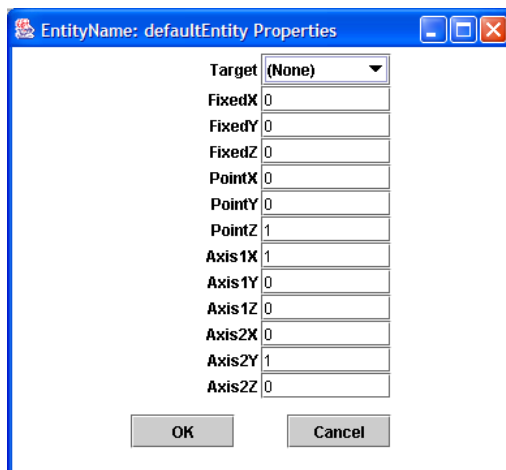 EntityName: defaultEntity Properties
Target (None)
FixedX 0
FixedY 0
FixedZ 0
PointX 0
PointY 0
PointZ 1
Axis1X 1
Axis1Y 0
Axis1Z 0
Axis2X 0
Axis2Y 1
Axis2Z 0
OK Cancel